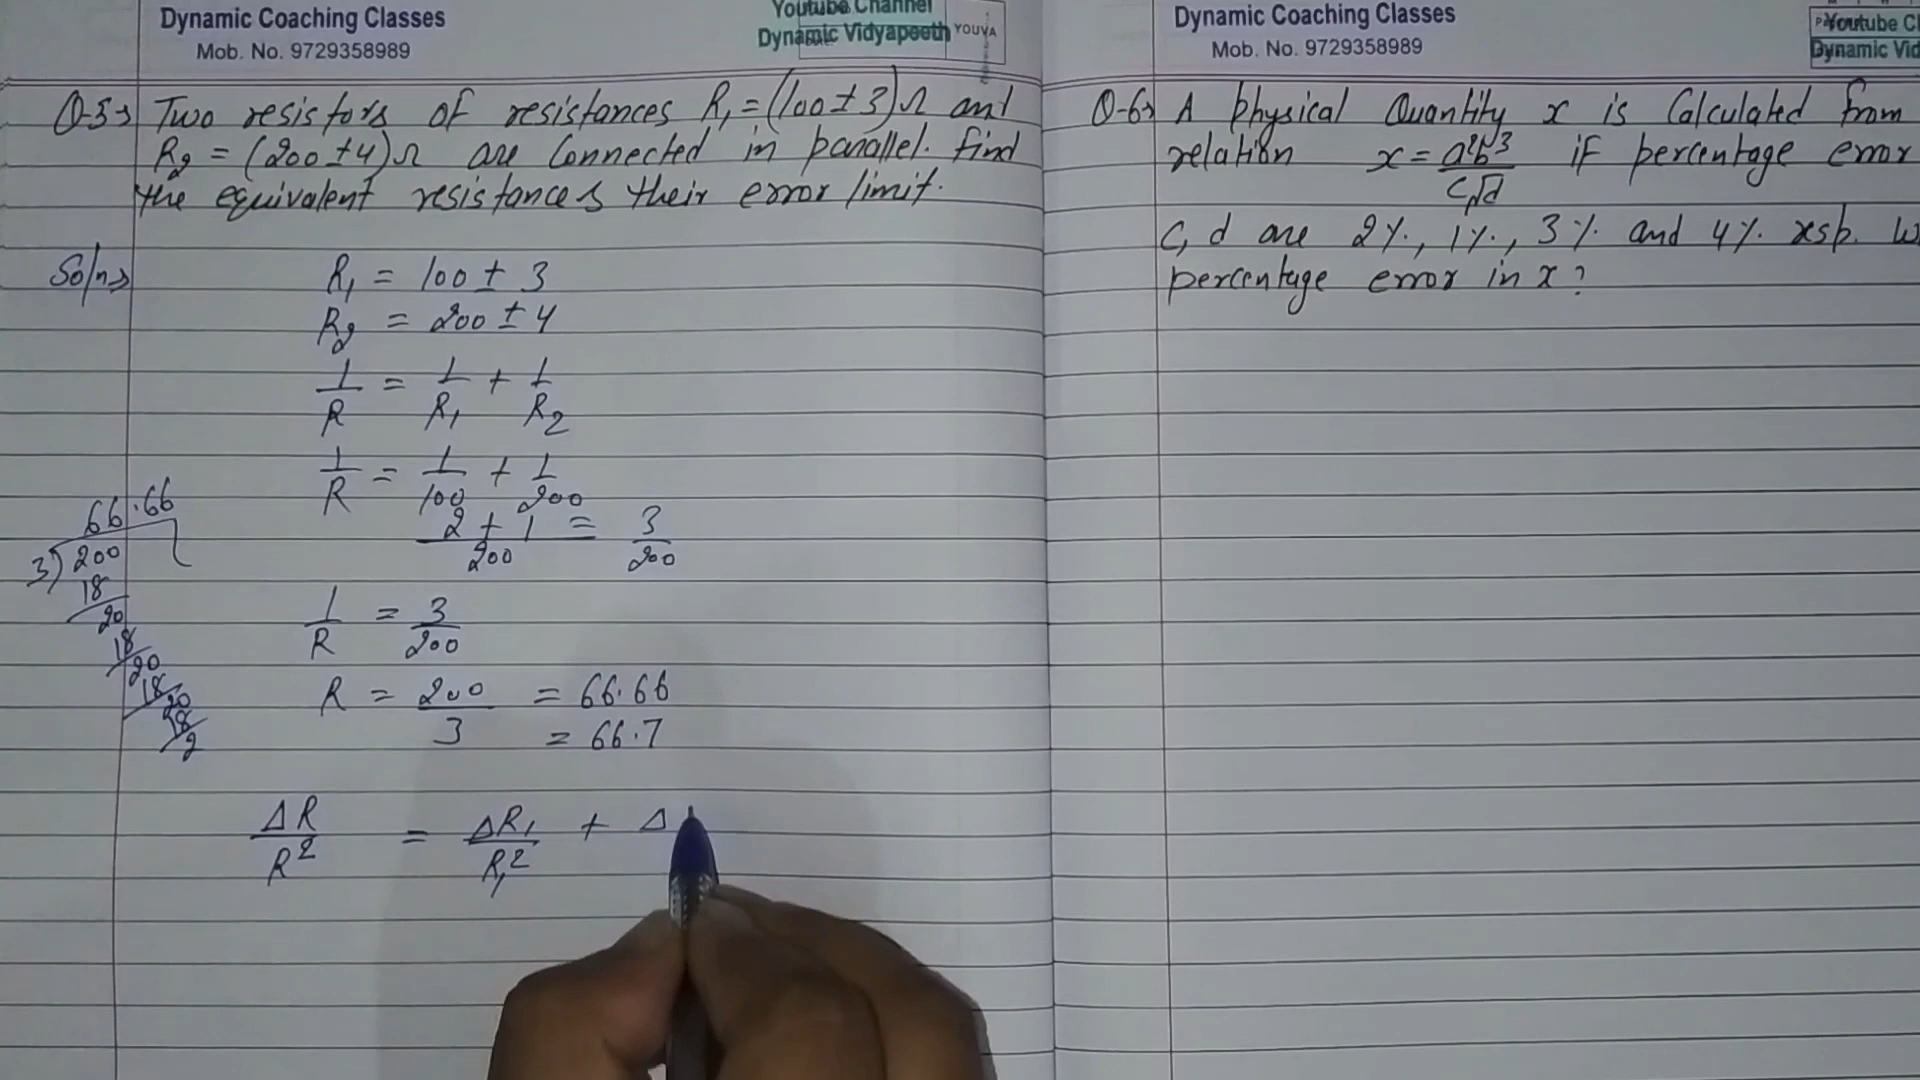 Dynamic Coaching Classes
Mob. No. 9729358989
Youtube Channel
Dynamic Vidyapeeth
YOUVA
Q-5→ Two resistors of resistances R₁ = (100 ± 3)Ω and
R₂ = (200 ± 4)Ω are Connected in parallel. find
the equivalent resistances their error limit.
Soln→
R₁ = 100 ± 3
R₂ = 200 ± 4
1/R = 1/R₁ + 1/R₂
1/R = 1/100 + 1/200
2 + 1/200 = 3/200
1/R = 3/200
R = 200/3 = 66.66
= 66.7
66.66
3) 200
18
20
18
20
18
20
18
2
ΔR/R² = ΔR₁/R₁² + Δ
Dynamic Coaching Classes
Mob. No. 9729358989
Youtube Cl
Dynamic Vid
Q-6→ A physical Quantity x is Calculated from
relation x = a²b³/c√d if percentage error
C, d are 2%, 1%, 3% and 4% resp. W
percentage error in x?